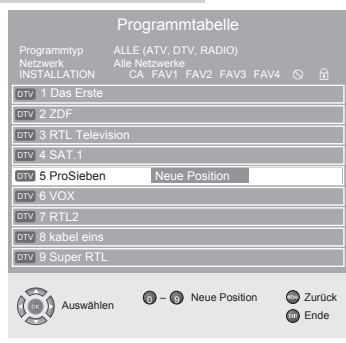 Programmtabelle
Programmtyp ALLE (ATV, DTV, RADIO)
Netzwerk Alle Netzwerke
INSTALLATION CA FAV1 FAV2 FAV3 FAV4
DTV 1 Das Erste
DTV 2 ZDF
DTV 3 RTL Television
DTV 4 SAT.1
DTV 5 ProSieben Neue Position
DTV 6 VOX
DTV 7 RTL2
DTV 8 kabel eins
DTV 9 Super RTL
OK Auswählen 0 – 9 Neue Position MENU Zurück
EXIT Ende